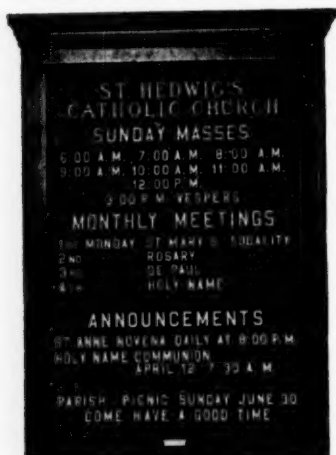 ST. HEDWIG'S
CATHOLIC CHURCH
SUNDAY MASSES
6:00 A.M. 7:00 A.M. 8:00 A.M.
9:00 A.M. 10:00 A.M. 11:00 A.M.
12:00 P.M.
3:00 P.M. VESPERS
MONTHLY MEETINGS
1ST MONDAY ST MARY'S SODALITY
2ND ROSARY
3RD DE PAUL
4TH HOLY NAME
ANNOUNCEMENTS
ST ANNE NOVENA DAILY AT 8:00 P.M.
HOLY NAME COMMUNION
APRIL 12 7:30 A.M.
PARISH PICNIC SUNDAY JUNE 30
COME HAVE A GOOD TIME